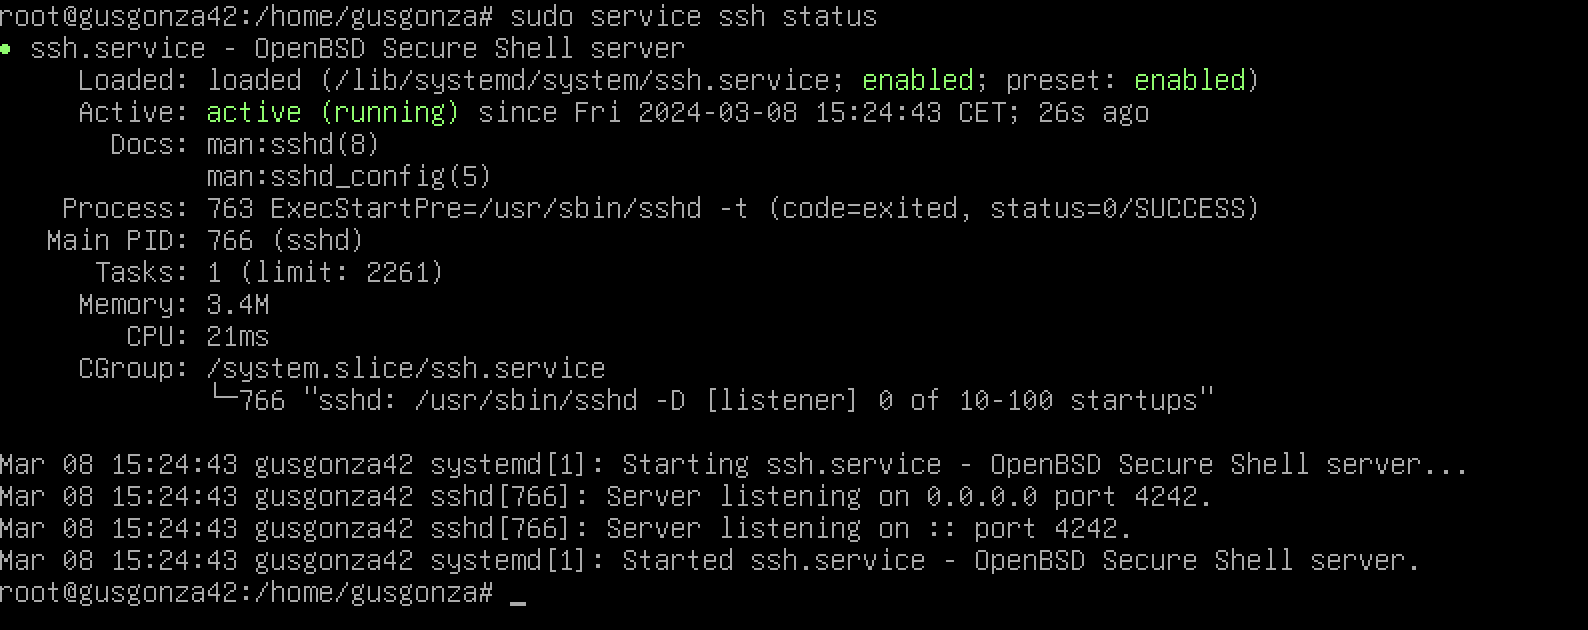 root@gusgonza42:/home/gusgonza# sudo service ssh status
● ssh.service - OpenBSD Secure Shell server
     Loaded: loaded (/lib/systemd/system/ssh.service; enabled; preset: enabled)
     Active: active (running) since Fri 2024-03-08 15:24:43 CET; 26s ago
       Docs: man:sshd(8)
             man:sshd_config(5)
    Process: 763 ExecStartPre=/usr/sbin/sshd -t (code=exited, status=0/SUCCESS)
   Main PID: 766 (sshd)
      Tasks: 1 (limit: 2261)
     Memory: 3.4M
        CPU: 21ms
     CGroup: /system.slice/ssh.service
             └─766 "sshd: /usr/sbin/sshd -D [listener] 0 of 10-100 startups"

Mar 08 15:24:43 gusgonza42 systemd[1]: Starting ssh.service - OpenBSD Secure Shell server...
Mar 08 15:24:43 gusgonza42 sshd[766]: Server listening on 0.0.0.0 port 4242.
Mar 08 15:24:43 gusgonza42 sshd[766]: Server listening on :: port 4242.
Mar 08 15:24:43 gusgonza42 systemd[1]: Started ssh.service - OpenBSD Secure Shell server.
root@gusgonza42:/home/gusgonza# _